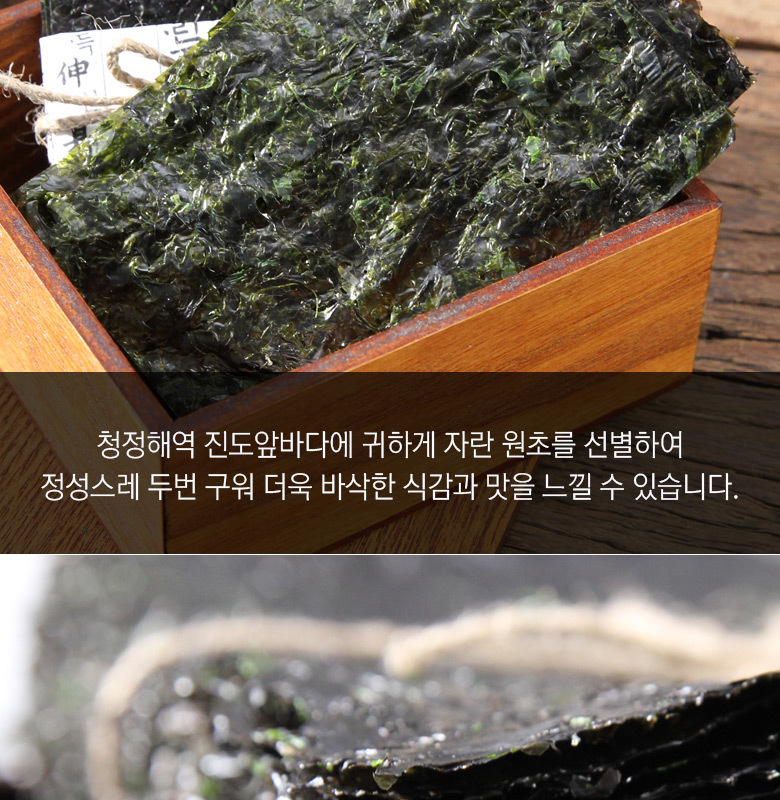 伸
청정해역 진도앞바다에 귀하게 자란 원초를 선별하여
정성스레 두번 구워 더욱 바삭한 식감과 맛을 느낄 수 있습니다.